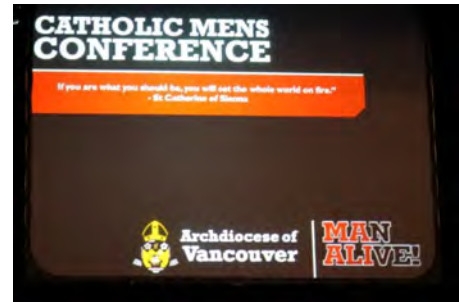 CATHOLIC MENS
CONFERENCE
If you are what you should be, you will set the whole world on fire."
- St Catherine of Sienna
Archdiocese of
Vancouver
MAN
ALIVE!